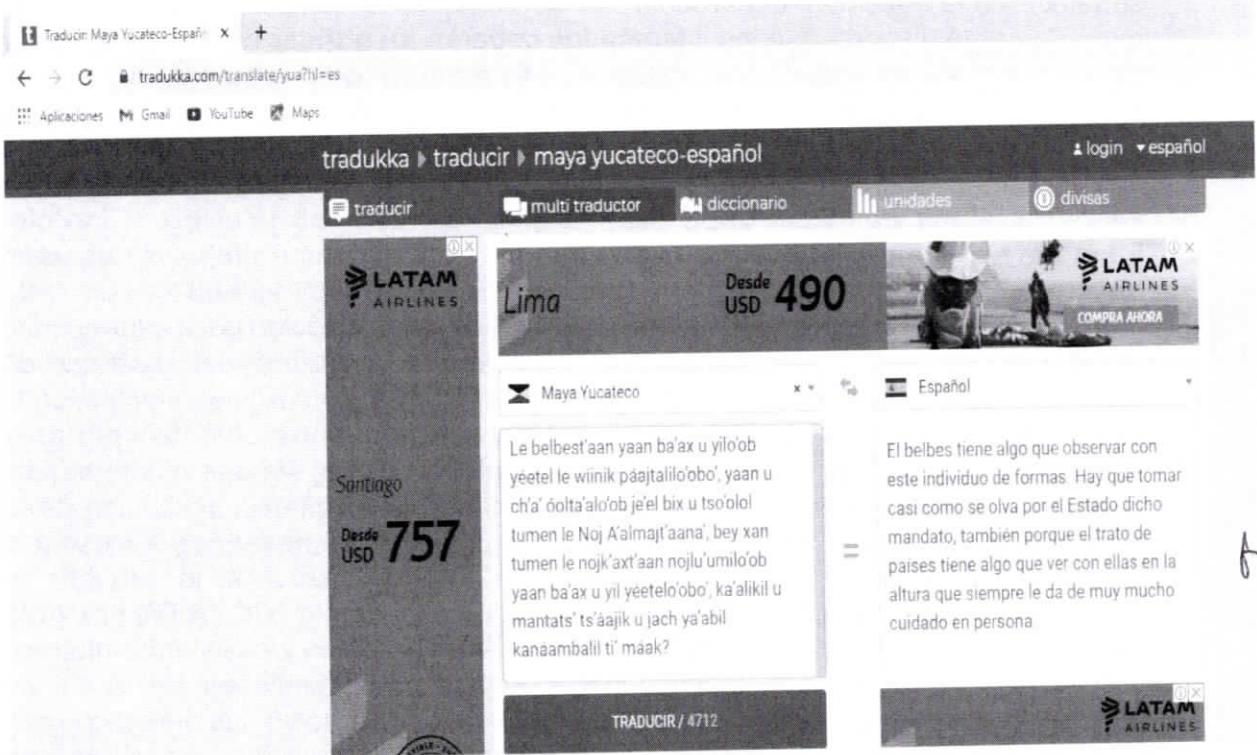 Traducir: Maya Yucateco-Españ x +
tradukka.com/translate/yua?hl=es
Aplicaciones Gmail YouTube Maps
tradukka traducir maya yucateco-español login español
traducir multi traductor diccionario unidades divisas
LATAM
AIRLINES
Lima
Desde
USD 490
LATAM
AIRLINES
COMPRA AHORA
Santiago
Desde
USD 757
Maya Yucateco x
Español
Le belbest'aan yaan ba'ax u yilo'ob
yéetel le wíinik páajtalilo'obo', yaan u
ch'a' óolta'alo'ob je'el bix u tso'olol
tumen le Noj A'almajt'aana', bey xan
tumen le nojk'axt'aan nojlu'umilo'ob
yaan ba'ax u yil yéetelo'obo', ka'alikil u
mantats' ts'áajik u jach ya'abil
kanáambalil ti' máak?
=
El belbes tiene algo que observar con
este individuo de formas. Hay que tomar
casi como se olva por el Estado dicho
mandato, también porque el trato de
países tiene algo que ver con ellas en la
altura que siempre le da de muy mucho
cuidado en persona
TRADUCIR / 4712
LATAM
AIRLINES